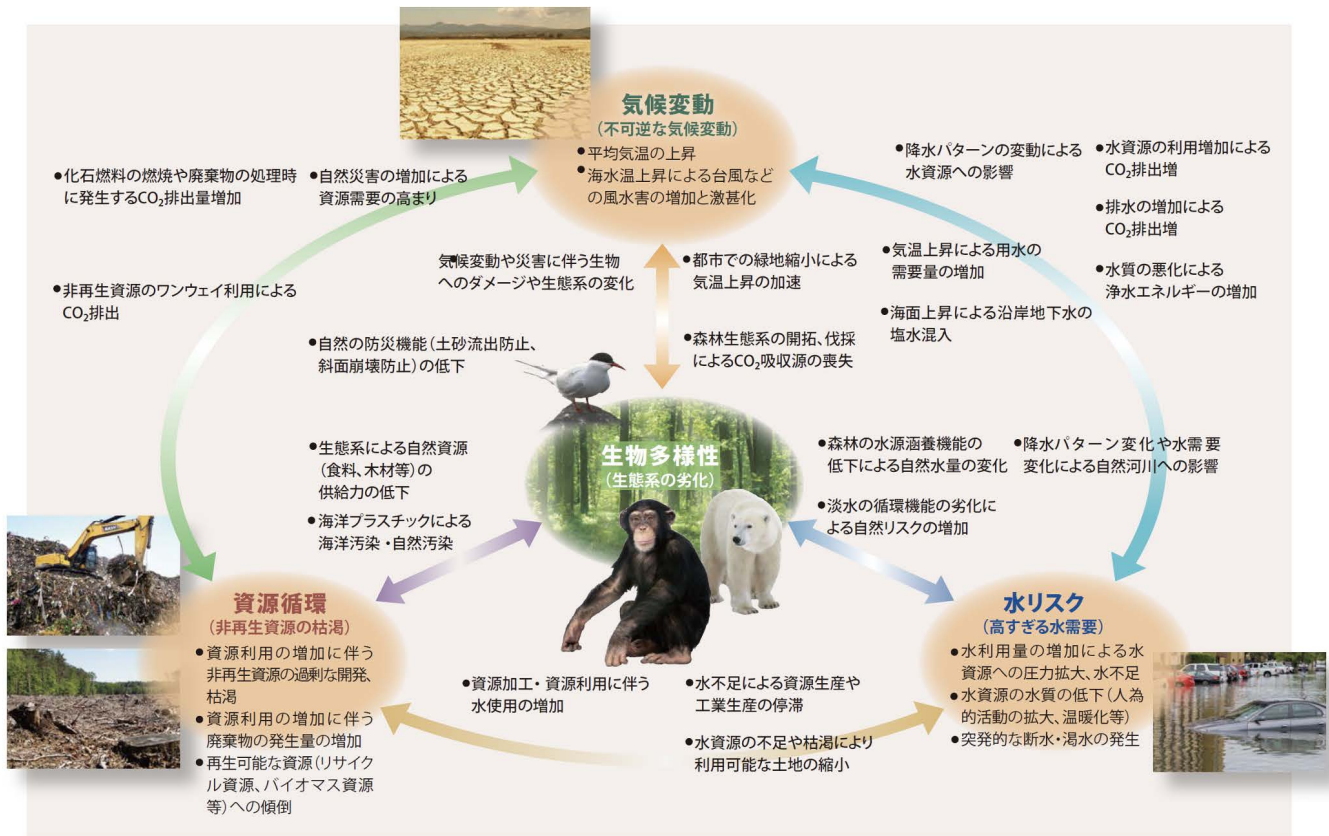 気候変動
(不可逆な気候変動)
●平均気温の上昇
●海水温上昇による台風など
の風水害の増加と激甚化
●化石燃料の燃焼や廃棄物の処理時
に発生するCO₂排出量増加
●自然災害の増加による
資源需要の高まり
●非再生資源のワンウェイ利用による
CO₂排出
●降水パターンの変動による
水資源への影響
●水資源の利用増加による
CO₂排出増
●排水の増加による
CO₂排出増
●気温上昇による用水の
需要量の増加
●水質の悪化による
浄水エネルギーの増加
●海面上昇による沿岸地下水の
塩水混入
●気候変動や災害に伴う生物
へのダメージや生態系の変化
●都市での緑地縮小による
気温上昇の加速
●自然の防災機能(土砂流出防止、
斜面崩壊防止)の低下
●森林生態系の開拓、伐採
によるCO₂吸収源の喪失
生物多様性
(生態系の劣化)
●生態系による自然資源
(食料、木材等)の
供給力の低下
●海洋プラスチックによる
海洋汚染・自然汚染
●森林の水源涵養機能の
低下による自然水量の変化
●降水パターン変化や水需要
変化による自然河川への影響
●淡水の循環機能の劣化に
よる自然リスクの増加
資源循環
(非再生資源の枯渇)
●資源利用の増加に伴う
非再生資源の過剰な開発、
枯渇
●資源利用の増加に伴う
廃棄物の発生量の増加
●再生可能な資源(リサイク
ル資源、バイオマス資源
等)への傾倒
●資源加工・資源利用に伴う
水使用の増加
●水不足による資源生産や
工業生産の停滞
●水資源の不足や枯渇により
利用可能な土地の縮小
水リスク
(高すぎる水需要)
●水利用量の増加による水
資源への圧力拡大、水不足
●水資源の水質の低下(人為
的活動の拡大、温暖化等)
●突発的な断水・渇水の発生